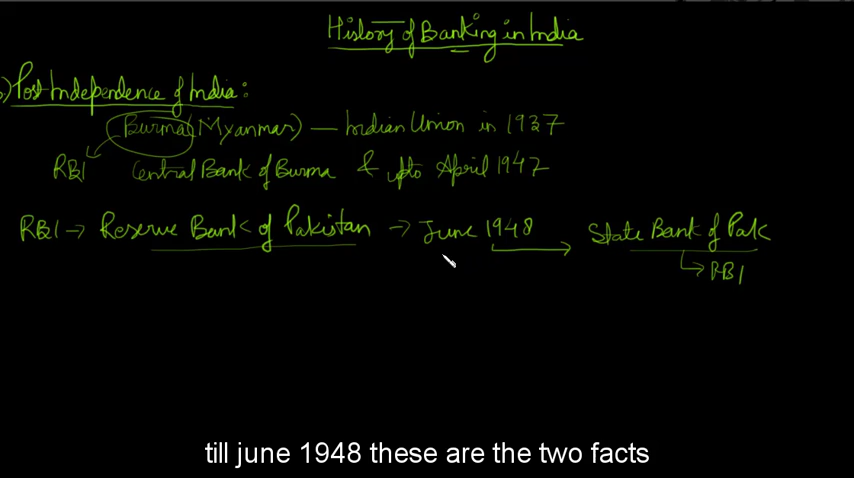 History of Banking in India
.) Post Independence of India:
Burma (Myanmar) — Indian Union in 1937
RBI Central Bank of Burma & upto April 1947
RBI → Reserve Bank of Pakistan → June 1948 → State Bank of Pak
↳ RBI
till june 1948 these are the two facts